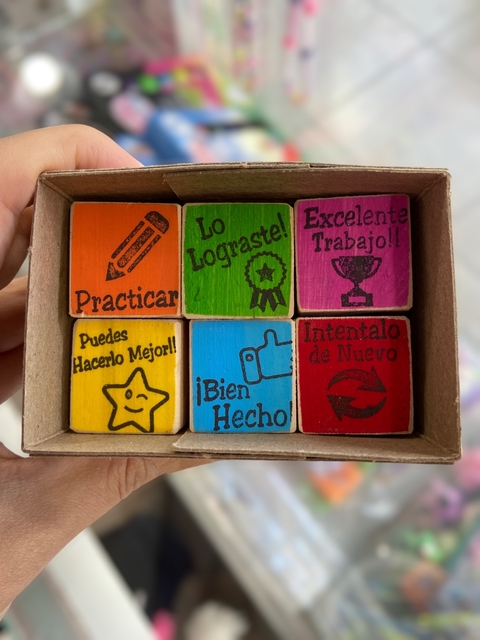 Practicar
Lo
Lograste!
Excelente
Trabajo!!
Puedes
Hacerlo Mejor!!
¡Bien
Hecho!
Intentalo
de Nuevo